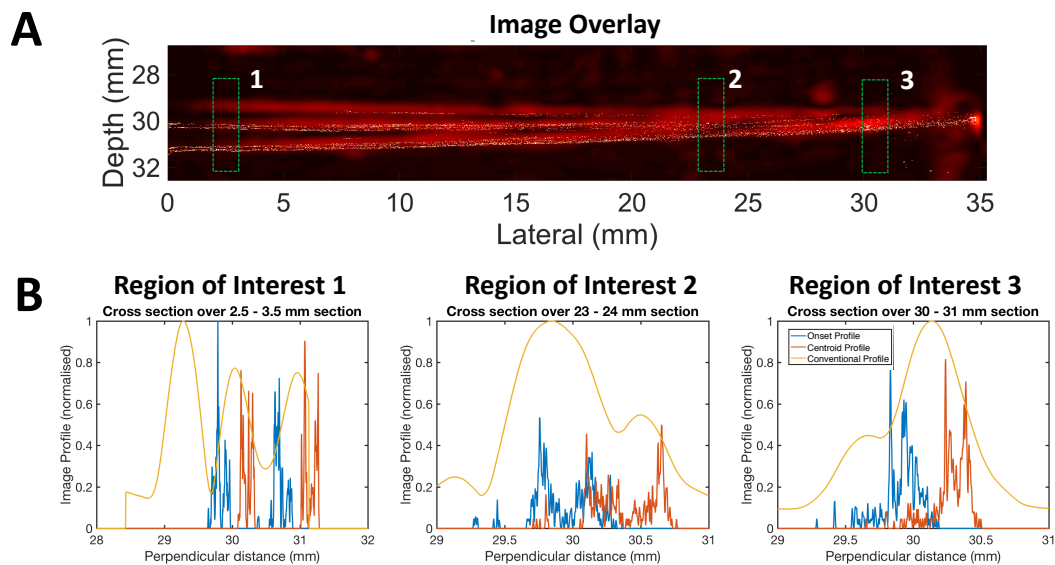 A
Image Overlay
Depth (mm)
28
30
32
1
2
3
0
5
10
15
20
25
30
35
Lateral (mm)
B
Region of Interest 1
Cross section over 2.5 - 3.5 mm section
Image Profile (normalised)
1
0.8
0.6
0.4
0.2
0
28
29
30
31
32
Perpendicular distance (mm)
Region of Interest 2
Cross section over 23 - 24 mm section
Image Profile (normalised)
1
0.8
0.6
0.4
0.2
0
29
29.5
30
30.5
31
Perpendicular distance (mm)
Region of Interest 3
Cross section over 30 - 31 mm section
Onset Profile
Centroid Profile
Conventional Profile
Image Profile (normalised)
1
0.8
0.6
0.4
0.2
0
29
29.5
30
30.5
31
Perpendicular distance (mm)